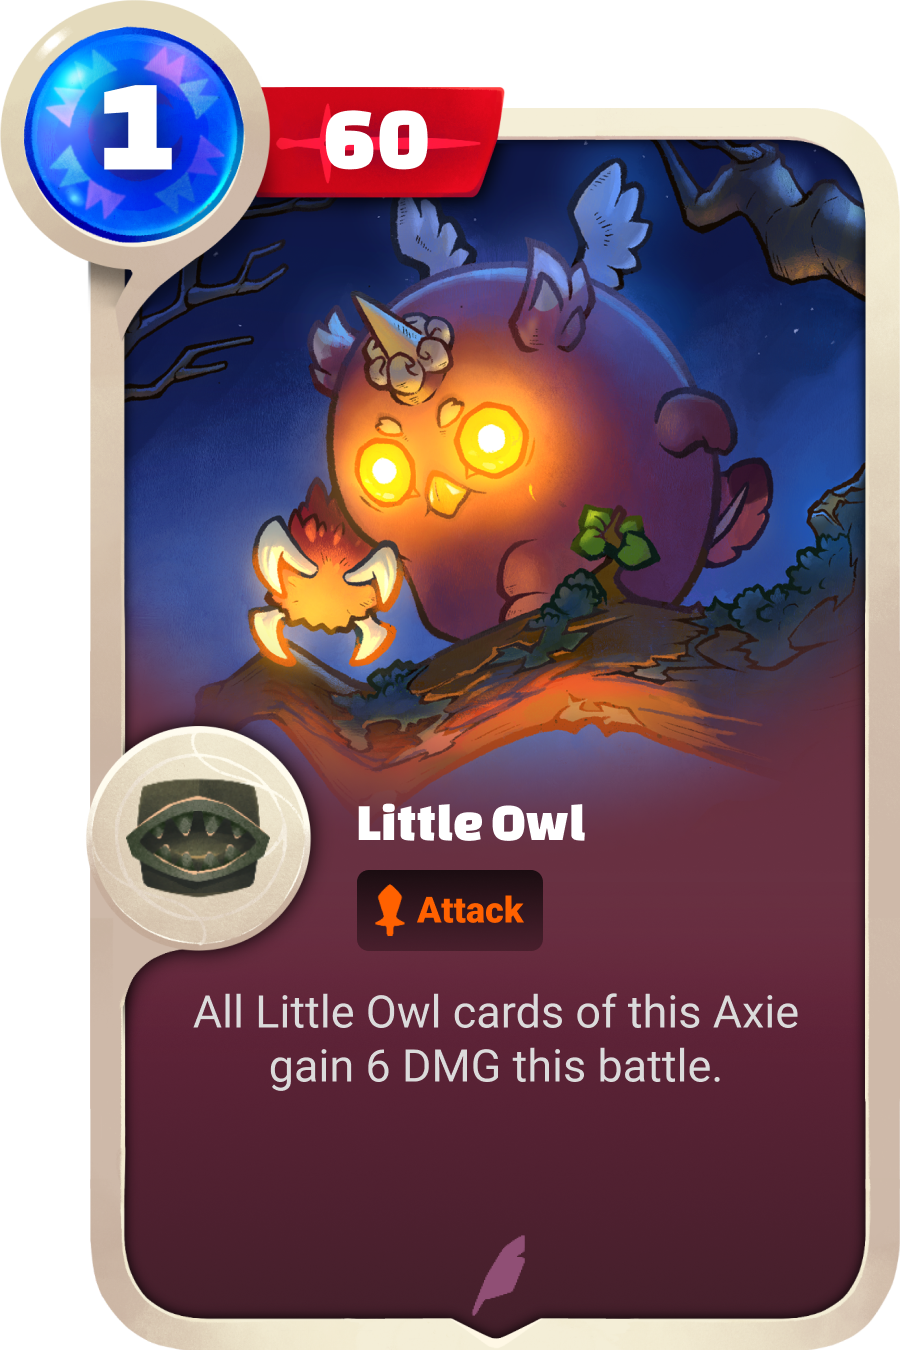 1
60
Little Owl
Attack
All Little Owl cards of this Axie
gain 6 DMG this battle.